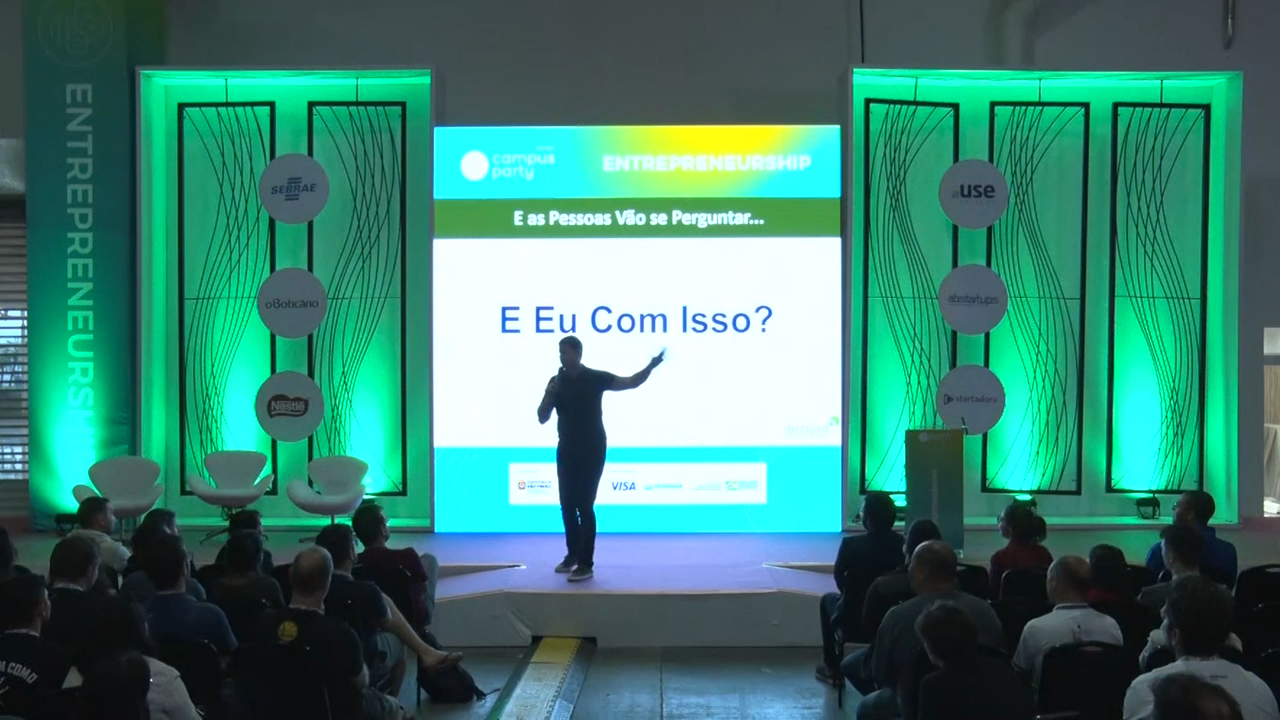 ENTREPRENEURSHIP
SEBRAE
oBoticário
Nestlé
campus
party
ENTREPRENEURSHIP
E as Pessoas Vão se Perguntar...
E Eu Com Isso?
VISA
use
abstartups
startadora
M COMO